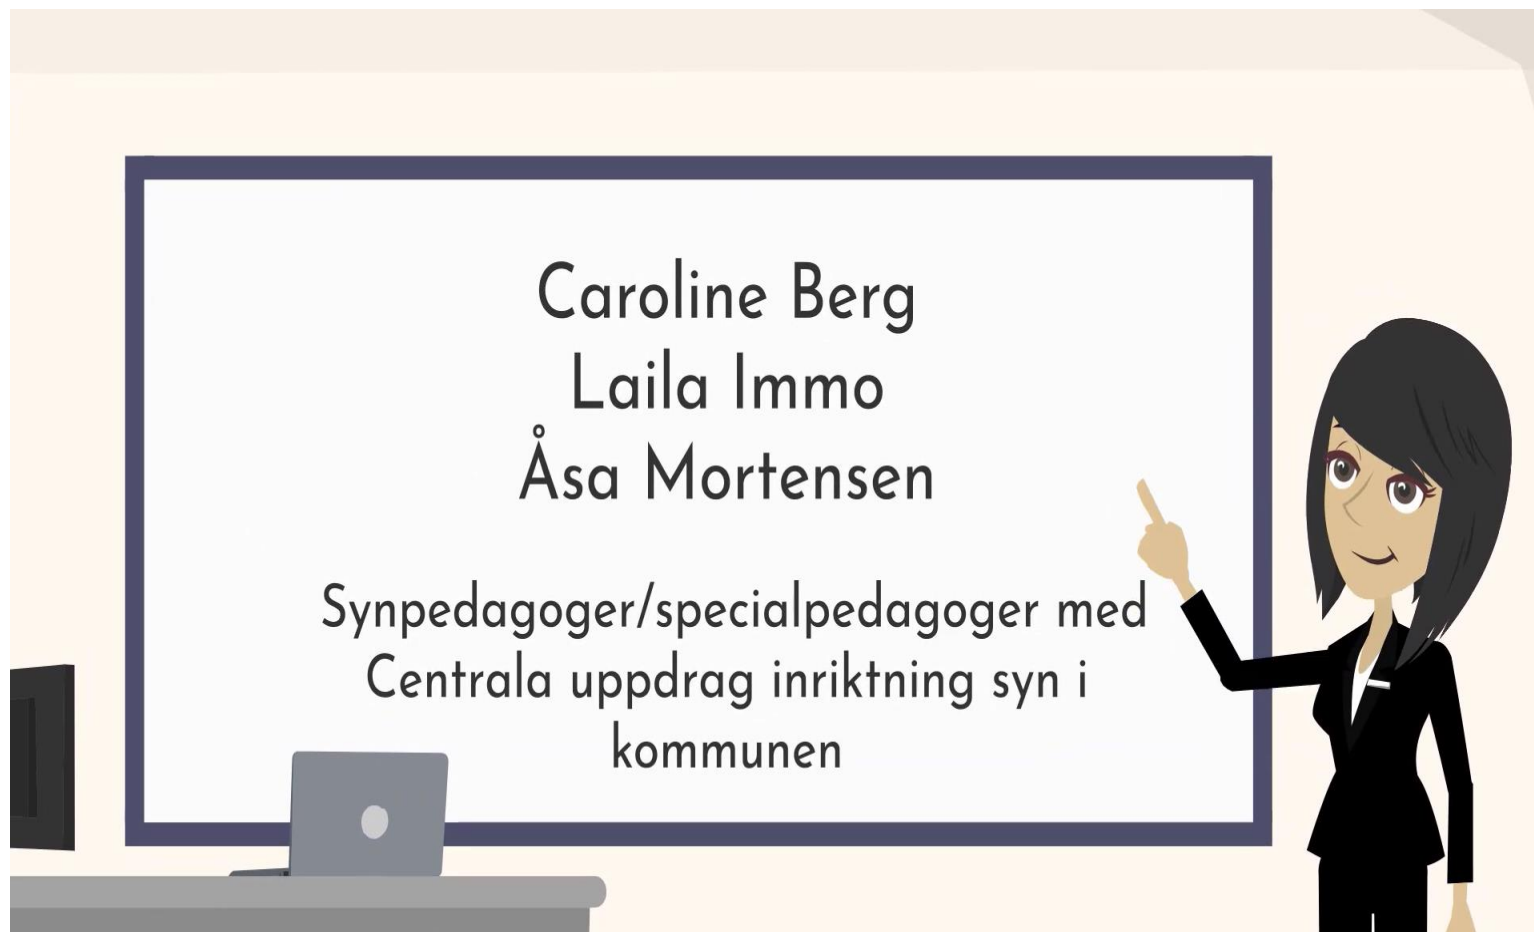 Caroline Berg
Laila Immo
Åsa Mortensen
Synpedagoger/specialpedagoger med
Centrala uppdrag inriktning syn i
kommunen